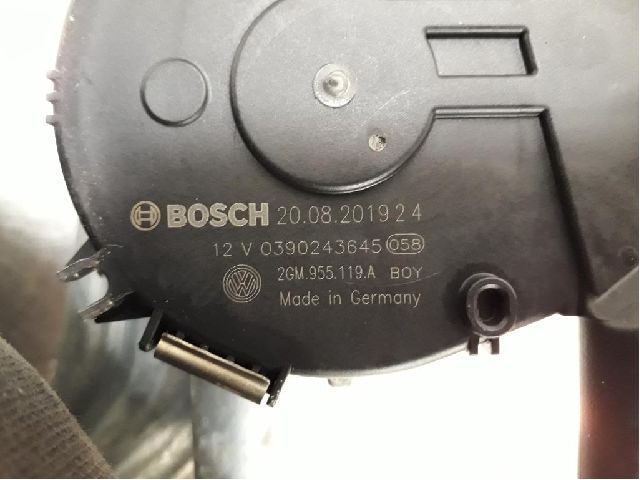 BOSCH 20.08.2019 2 4
12 V 0390243645 058
2GM.955.119.A BOY
Made in Germany